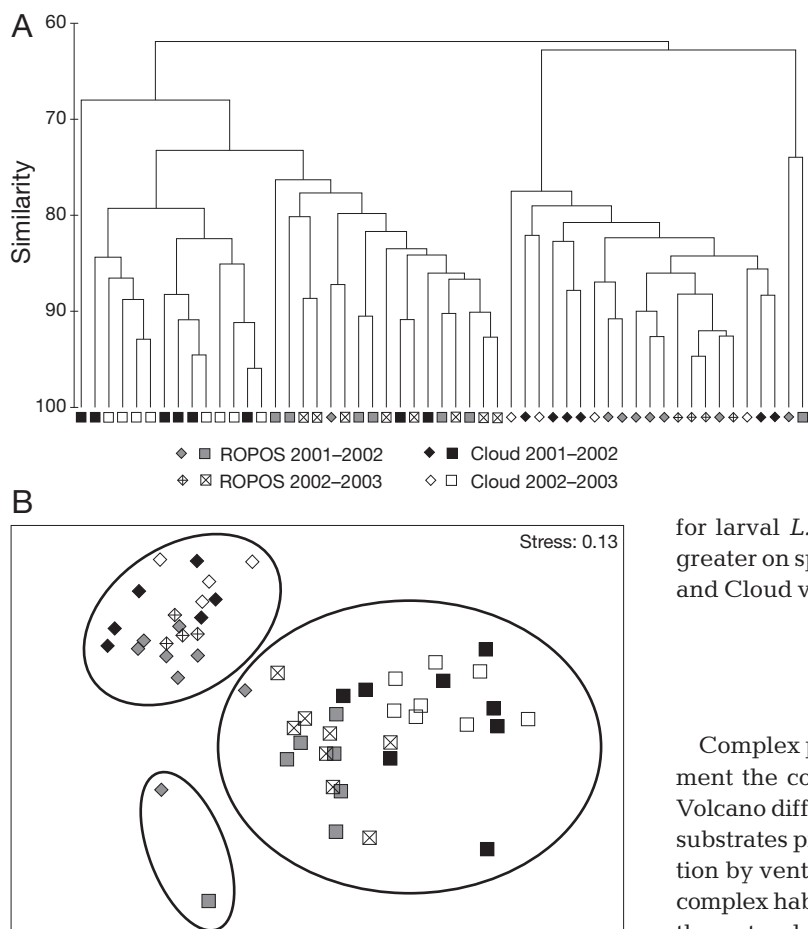 A
60
70
80
90
100
Similarity
ROPOS 2001–2002
Cloud 2001–2002
ROPOS 2002–2003
Cloud 2002–2003
B
Stress: 0.13
for larval L.
greater on sp
and Cloud v
Complex p
ment the co
Volcano diff
substrates p
tion by vent
complex hab